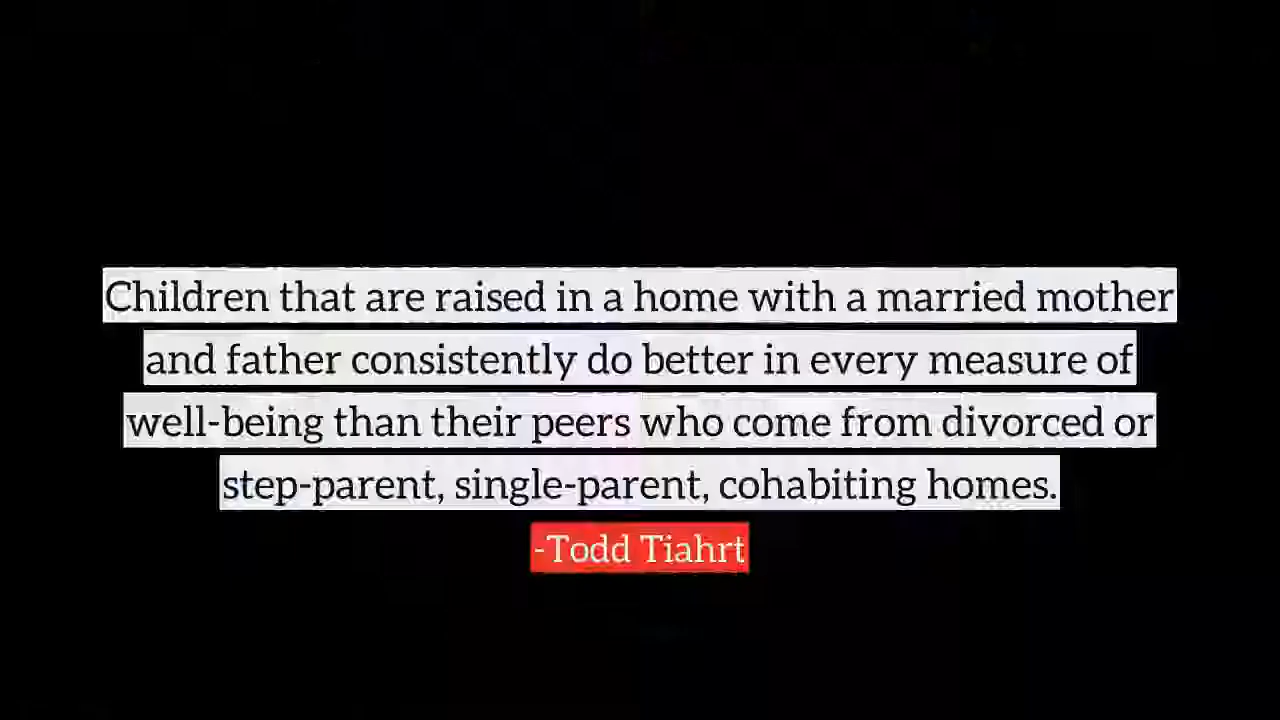 Children that are raised in a home with a married mother
and father consistently do better in every measure of
well-being than their peers who come from divorced or
step-parent, single-parent, cohabiting homes.
-Todd Tiahrt